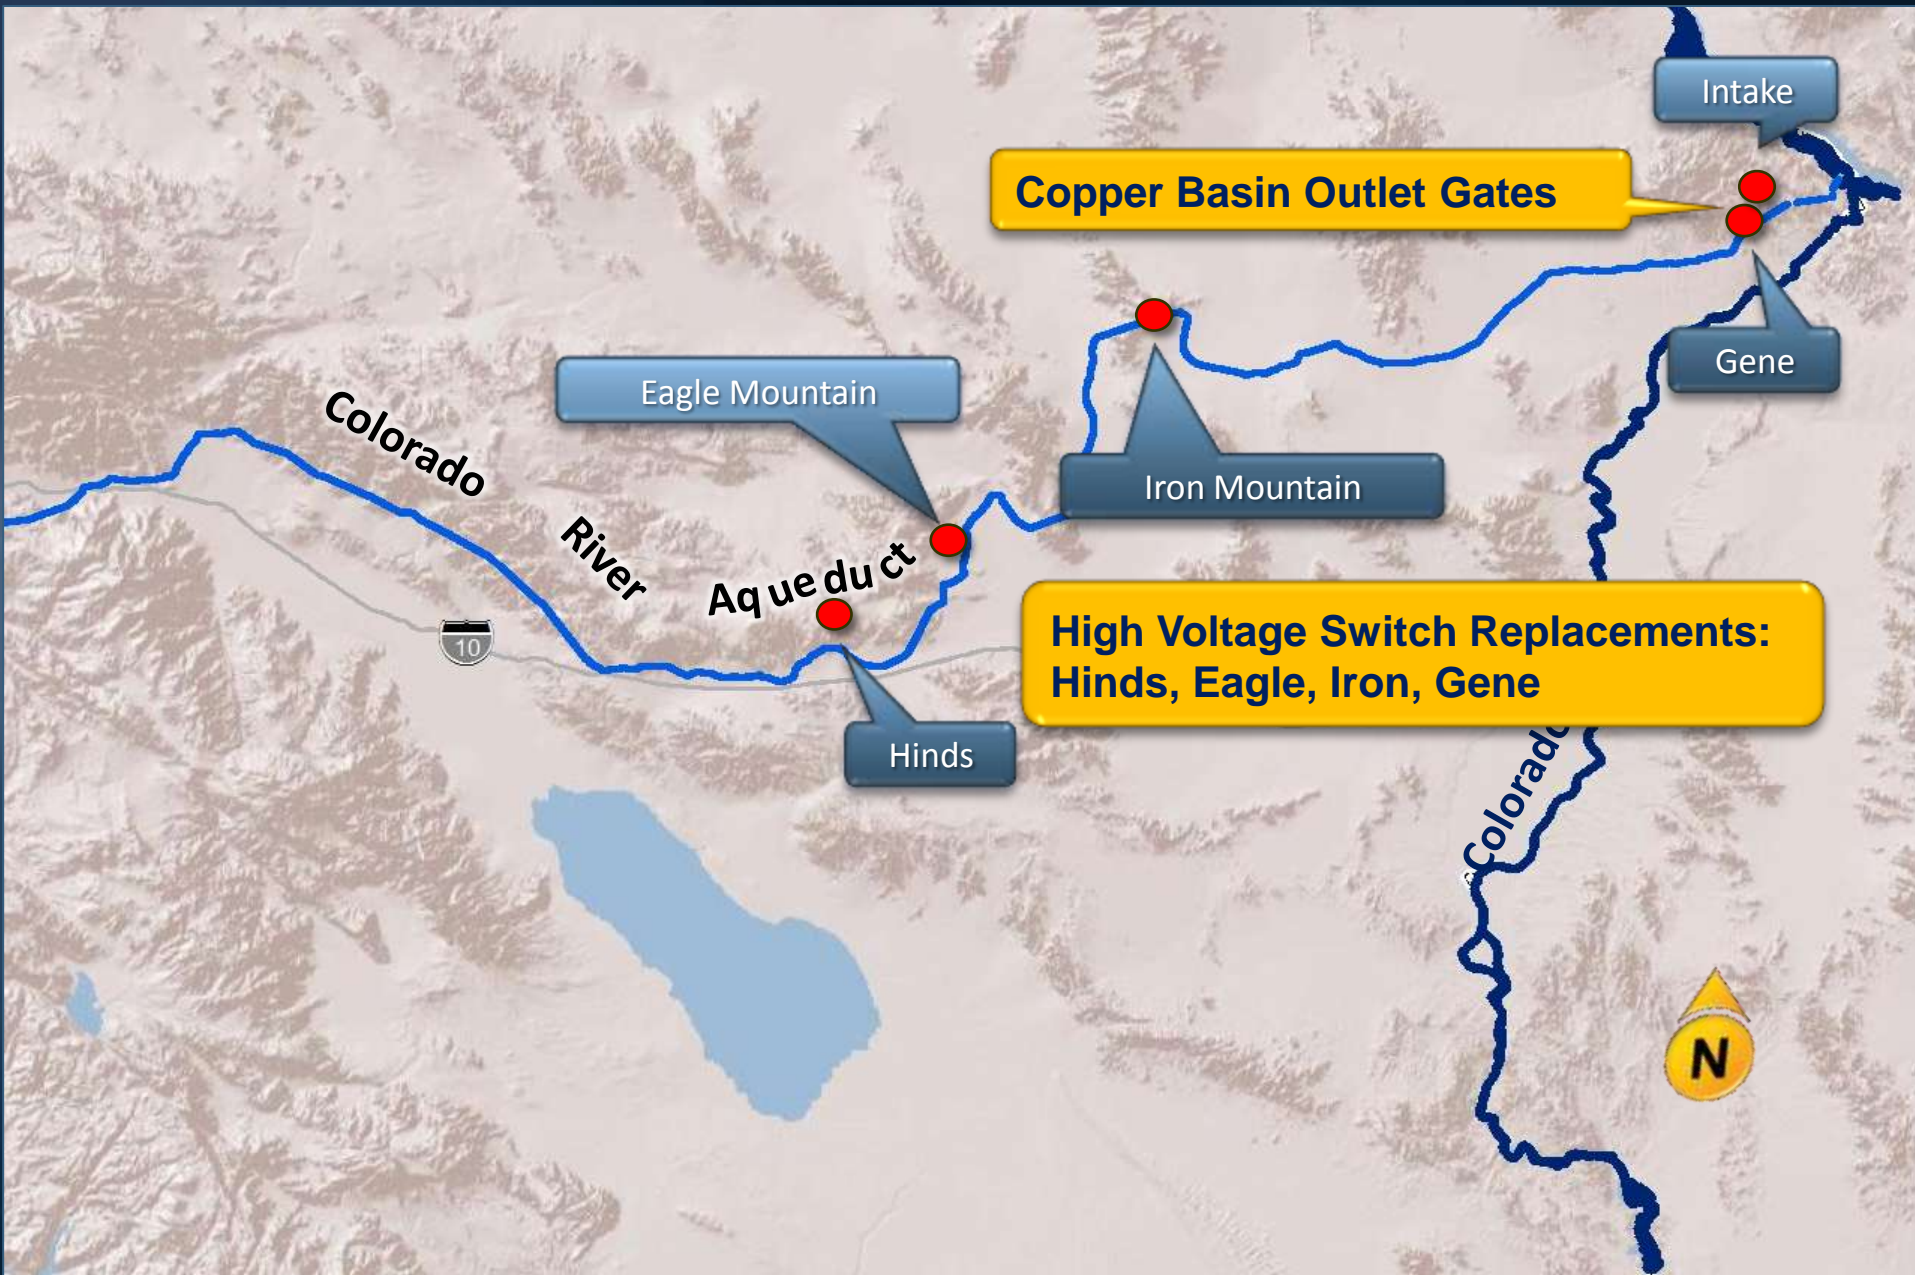 Intake
Copper Basin Outlet Gates
Gene
Eagle Mountain
Colorado
Iron Mountain
River
Aqueduct
10
High Voltage Switch Replacements:
Hinds, Eagle, Iron, Gene
Hinds
Colorado
N